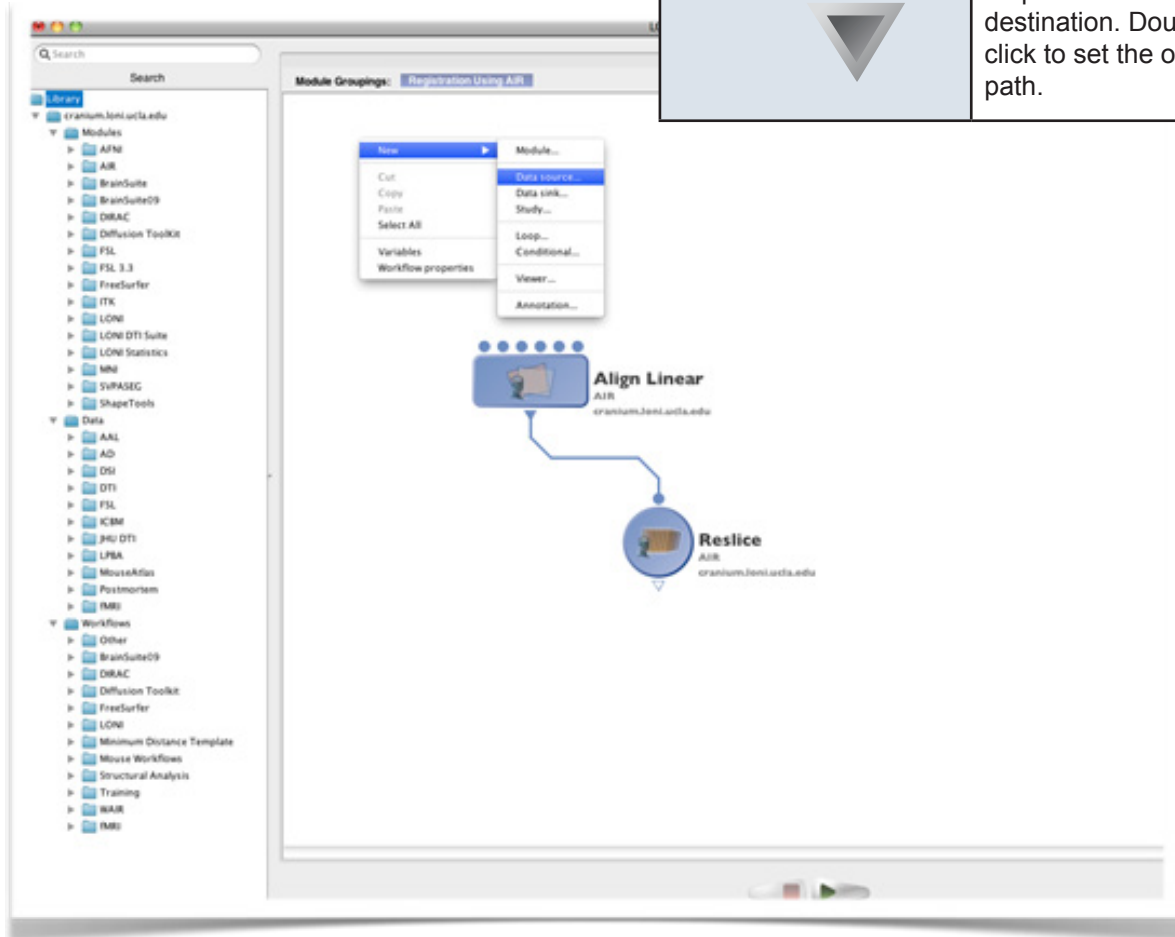 destination. Dou
click to set the o
path.
Search
Search
Module Groupings: Registration Using AIR
Library
cranium.loni.ucla.edu
Modules
AFNI
AIR
BrainSuite
BrainSuite09
DIRAC
Diffusion ToolKit
FSL
FSL 3.3
FreeSurfer
ITK
LONI
LONI DTI Suite
LONI Statistics
MNI
SVPASEG
ShapeTools
Data
AAL
AD
DSI
DTI
FSL
ICBM
JHU DTI
LPBA
MouseAtlas
Postmortem
fMRI
Workflows
Other
BrainSuite09
DIRAC
Diffusion Toolkit
FreeSurfer
LONI
Minimum Distance Template
Mouse Workflows
Structural Analysis
Training
WAIR
fMRI
New
Cut
Copy
Paste
Select All
Variables
Workflow properties
Module...
Data source...
Data sink...
Study...
Loop...
Conditional...
Viewer...
Annotation...
Align Linear
AIR
cranium.loni.ucla.edu
Reslice
AIR
cranium.loni.ucla.edu